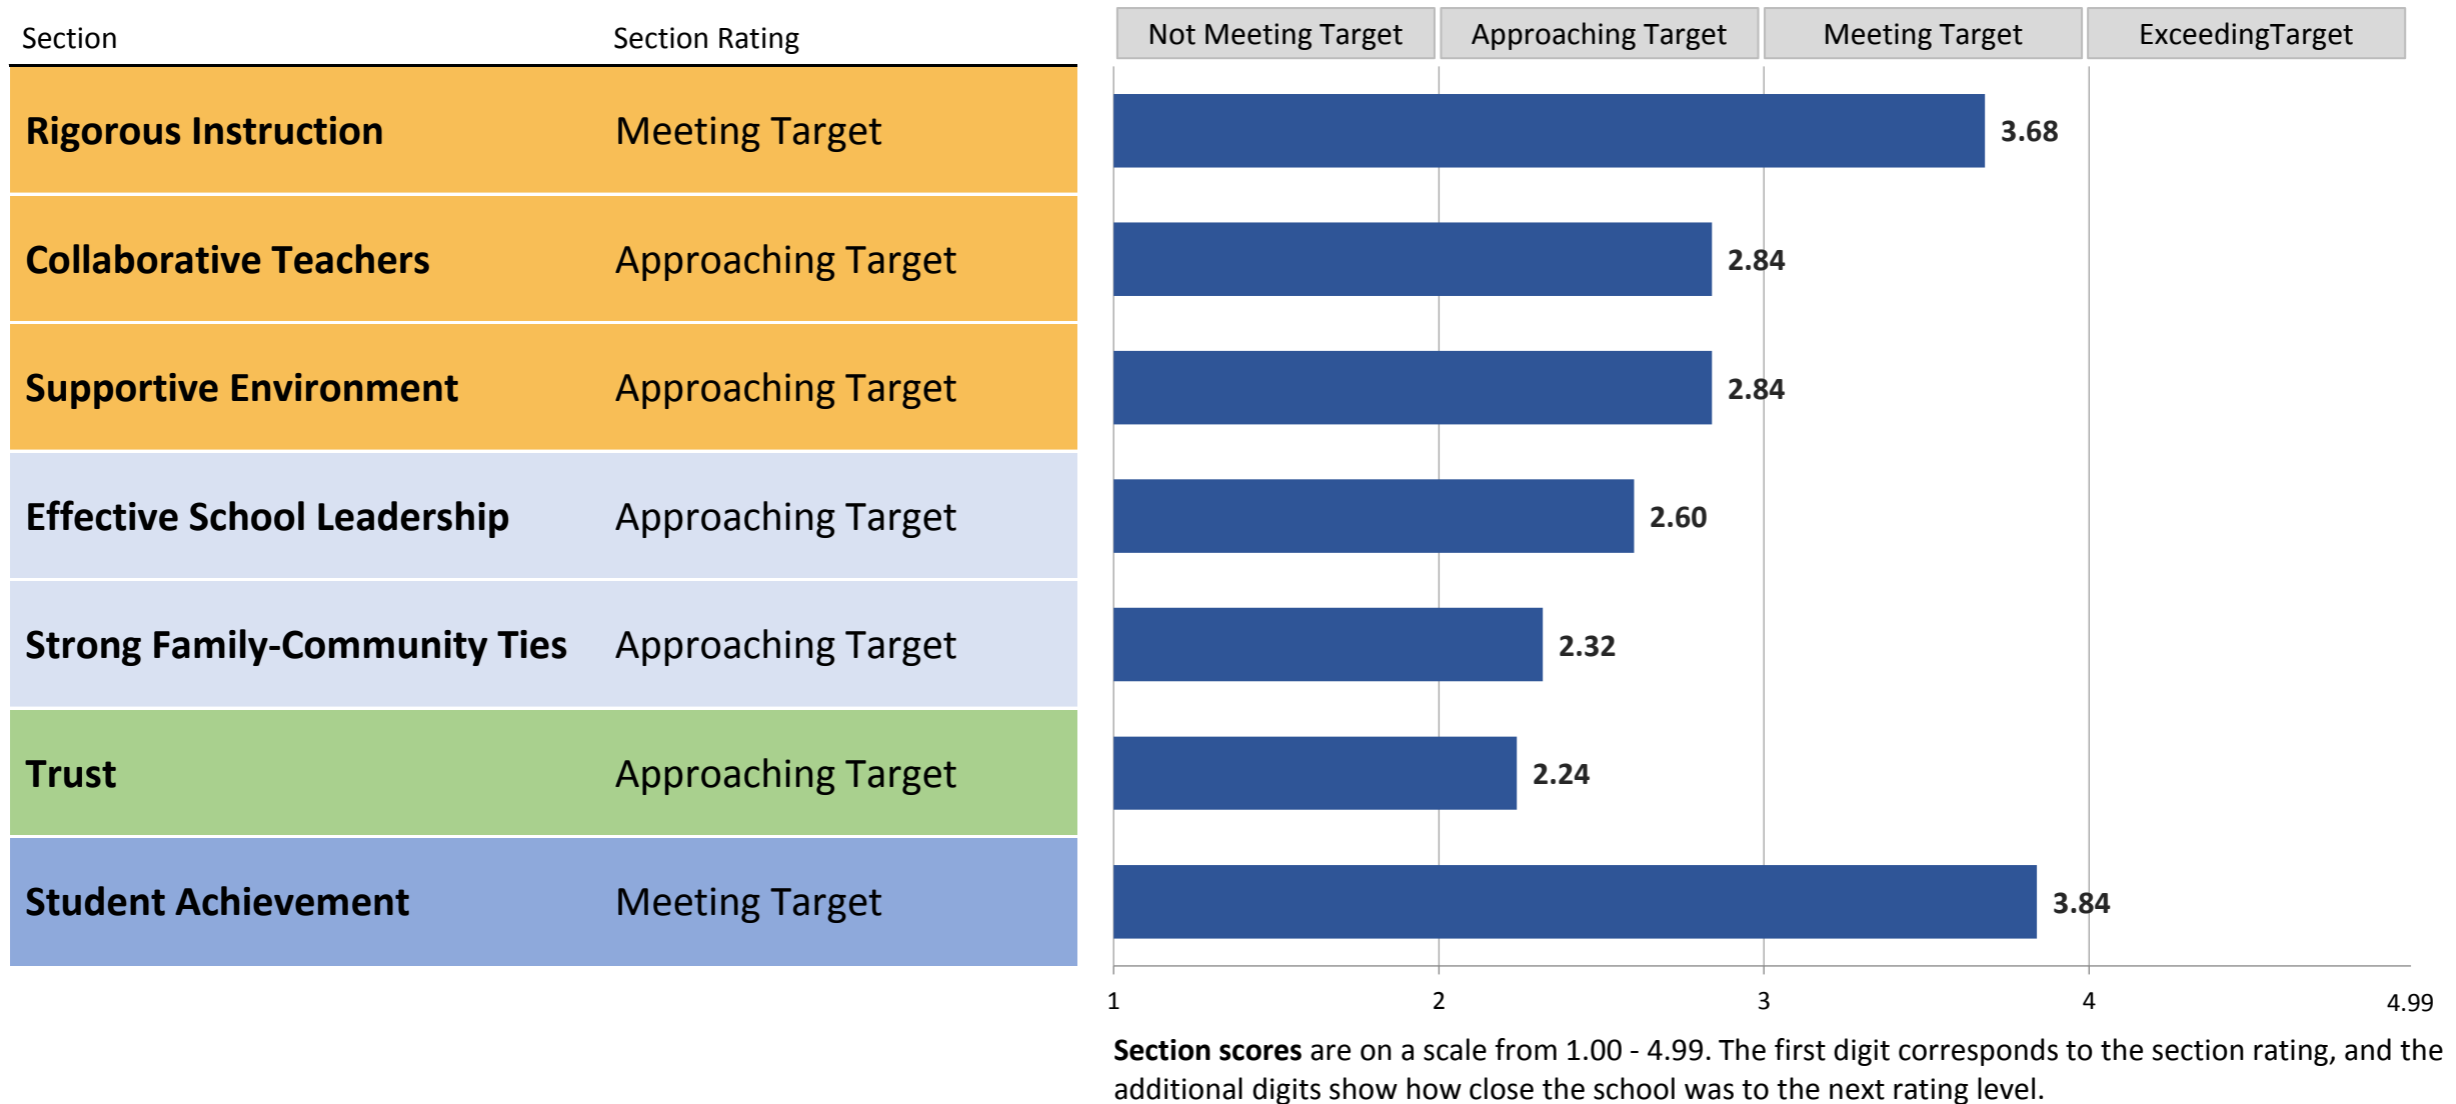 Section Section Rating Not Meeting Target Approaching Target Meeting Target ExceedingTarget
Rigorous Instruction Meeting Target 3.68
Collaborative Teachers Approaching Target 2.84
Supportive Environment Approaching Target 2.84
Effective School Leadership Approaching Target 2.60
Strong Family-Community Ties Approaching Target 2.32
Trust Approaching Target 2.24
Student Achievement Meeting Target 3.84
1 2 3 4 4.99
Section scores are on a scale from 1.00 - 4.99. The first digit corresponds to the section rating, and the
additional digits show how close the school was to the next rating level.